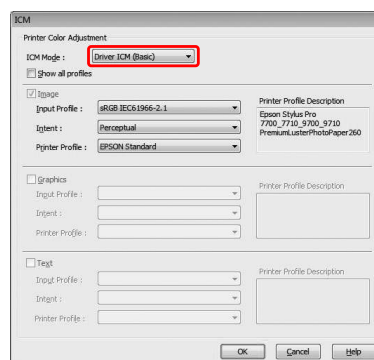 ICM
Printer Color Adjustment
ICM Mode : Driver ICM (Basic)
Show all profiles
Image
Input Profile : sRGB IEC61966-2.1
Intent : Perceptual
Printer Profile : EPSON Standard
Printer Profile Description
Epson Stylus Pro
7700_7710_9700_9710
PremiumLusterPhotoPaper260
Graphics
Input Profile :
Intent :
Printer Profile :
Printer Profile Description
Text
Input Profile :
Intent :
Printer Profile :
Printer Profile Description
OK Cancel Help